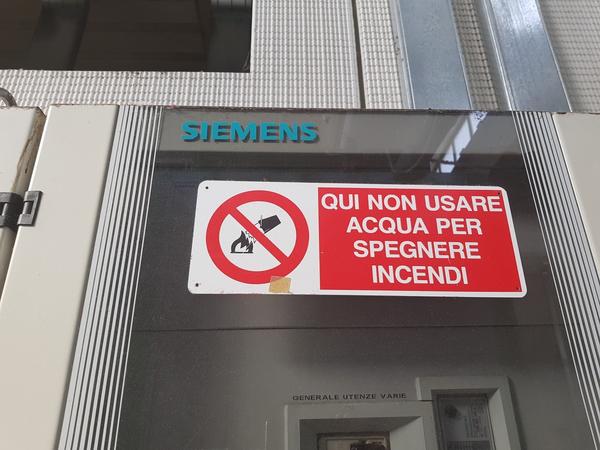 SIEMENS
QUI NON USARE
ACQUA PER
SPEGNERE
INCENDI
GENERALE UTENZE VARIE